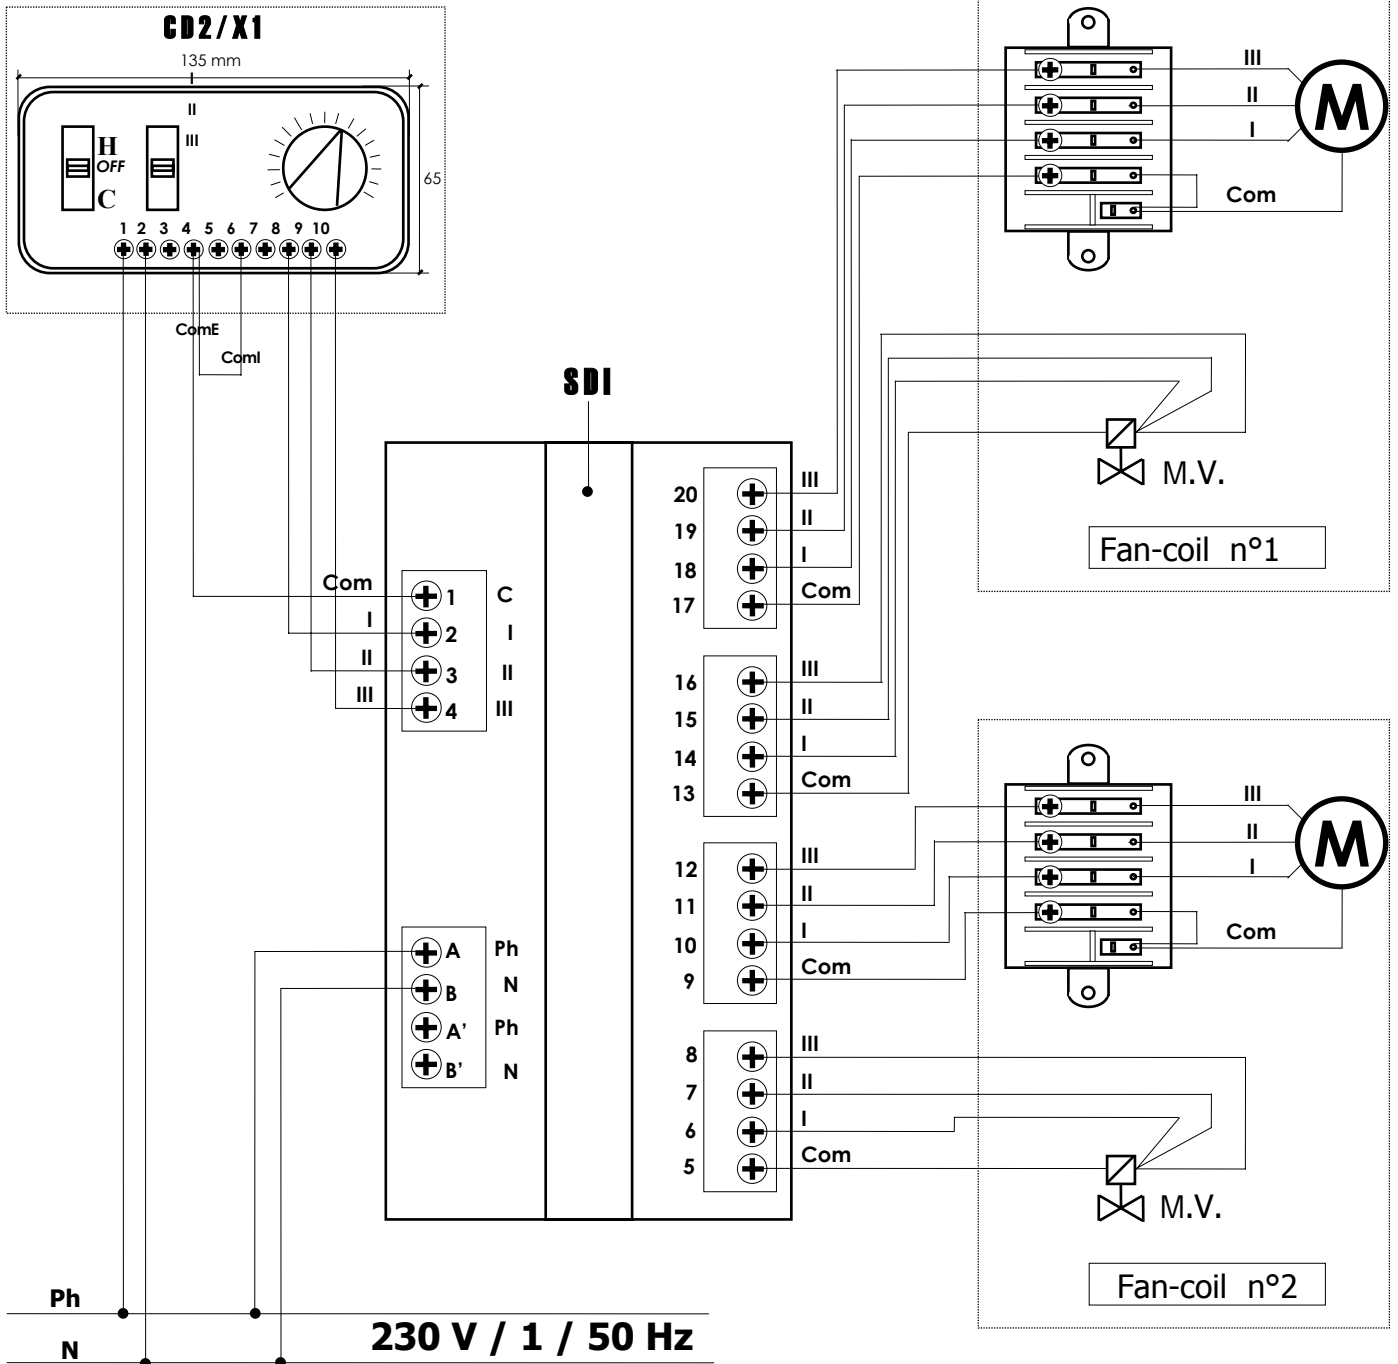 CD2/X1
135 mm
I
II
III
H
OFF
C
65
1 2 3 4 5 6 7 8 9 10
ComE
ComI
SDI
Com 1 C
I 2 I
II 3 II
III 4 III
A Ph
B N
A' Ph
B' N
20 III
19 II
18 I
17 Com
16 III
15 II
14 I
13 Com
12 III
11 II
10 I
9 Com
8 III
7 II
6 I
5 Com
III
II
I
Com
M
M.V.
Fan-coil n°1
III
II
I
Com
M
M.V.
Fan-coil n°2
Ph
N
230 V / 1 / 50 Hz